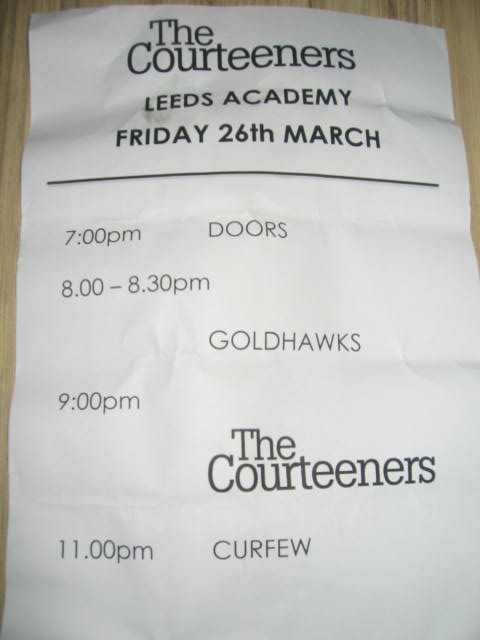 The
Courteeners
LEEDS ACADEMY
FRIDAY 26th MARCH
7:00pm DOORS
8.00 – 8.30pm
GOLDHAWKS
9:00pm
The
Courteeners
11.00pm CURFEW